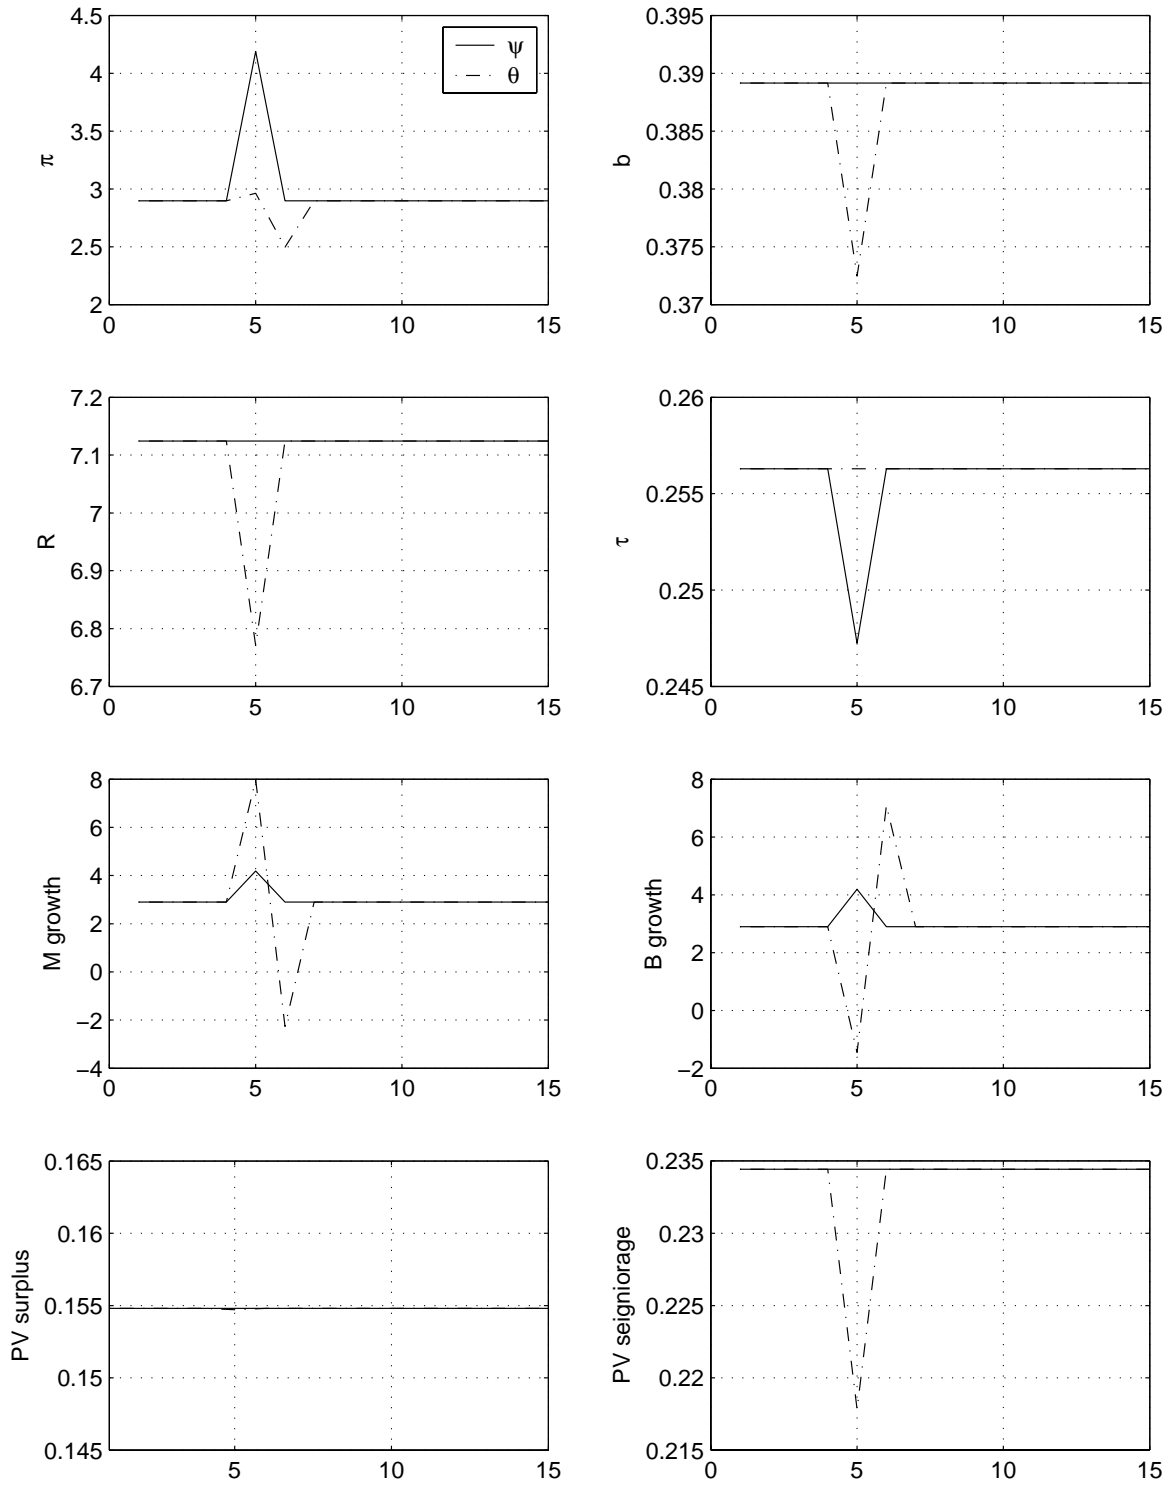 4.5
4
3.5
3
2.5
2
π
ψ
θ
0 5 10 15
0.395
0.39
0.385
0.38
0.375
0.37
b
0 5 10 15
7.2
7.1
7
6.9
6.8
6.7
R
0 5 10 15
0.26
0.255
0.25
0.245
τ
0 5 10 15
8
6
4
2
0
−2
−4
M growth
0 5 10 15
8
6
4
2
0
−2
B growth
0 5 10 15
0.165
0.16
0.155
0.15
0.145
PV surplus
5 10 15
0.235
0.23
0.225
0.22
0.215
PV seigniorage
0 5 10 15